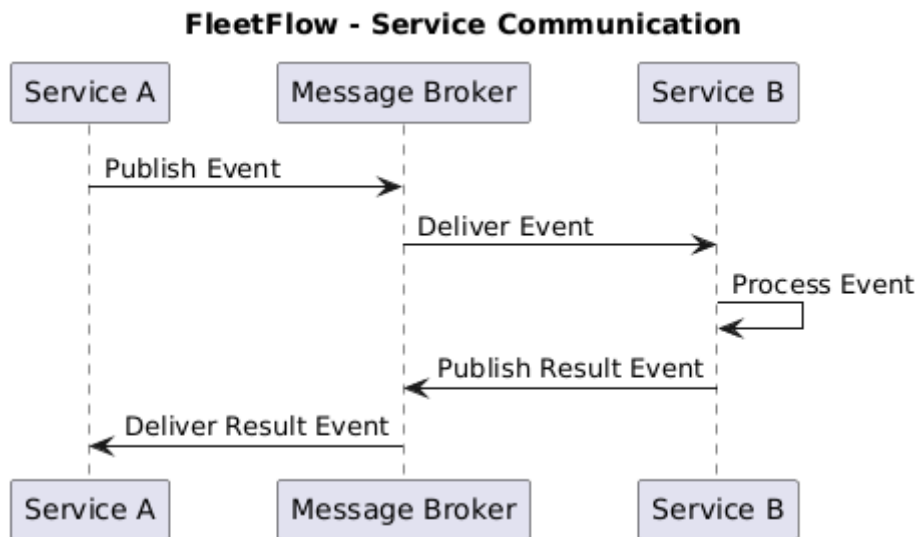 FleetFlow - Service Communication
Service A
Message Broker
Service B
Publish Event
Deliver Event
Process Event
Publish Result Event
Deliver Result Event
Service A
Message Broker
Service B